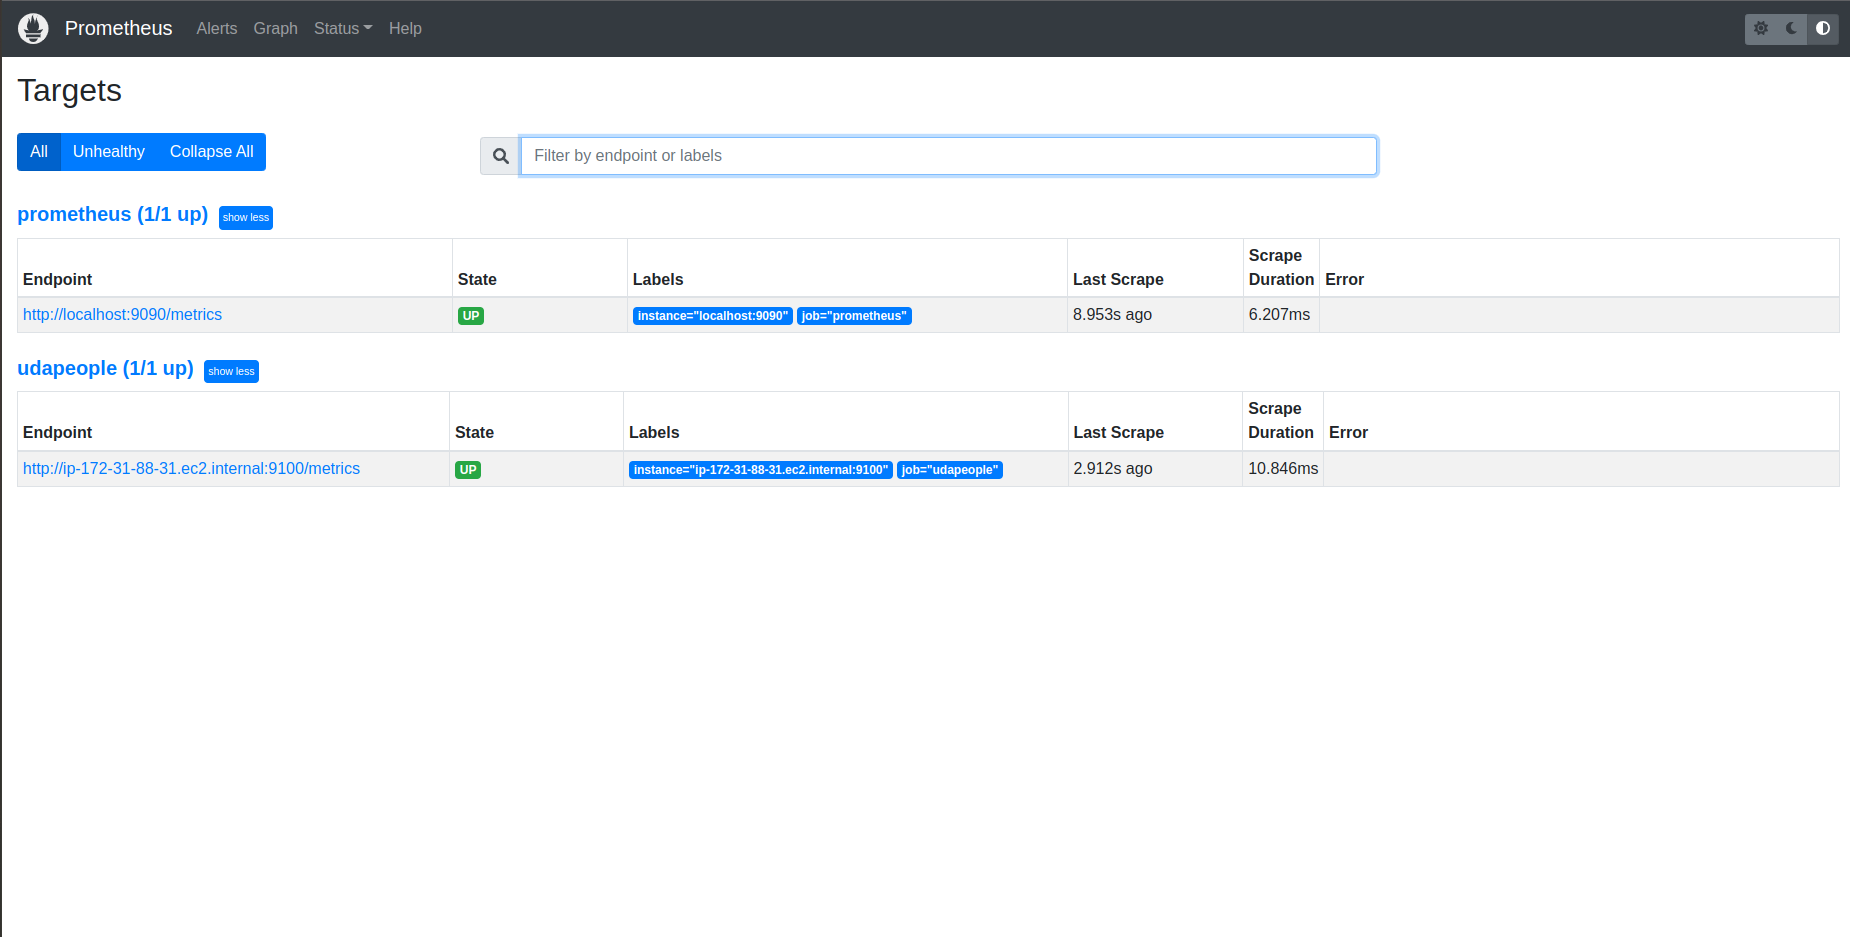 Prometheus Alerts Graph Status Help
Targets
All Unhealthy Collapse All
Filter by endpoint or labels
prometheus (1/1 up) show less
Endpoint State Labels Last Scrape Scrape Duration Error
http://localhost:9090/metrics UP instance="localhost:9090" job="prometheus" 8.953s ago 6.207ms
udapeople (1/1 up) show less
Endpoint State Labels Last Scrape Scrape Duration Error
http://ip-172-31-88-31.ec2.internal:9100/metrics UP instance="ip-172-31-88-31.ec2.internal:9100" job="udapeople" 2.912s ago 10.846ms